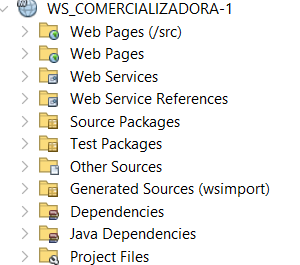 WS_COMERCIALIZADORA-1
Web Pages (/src)
Web Pages
Web Services
Web Service References
Source Packages
Test Packages
Other Sources
Generated Sources (wsimport)
Dependencies
Java Dependencies
Project Files